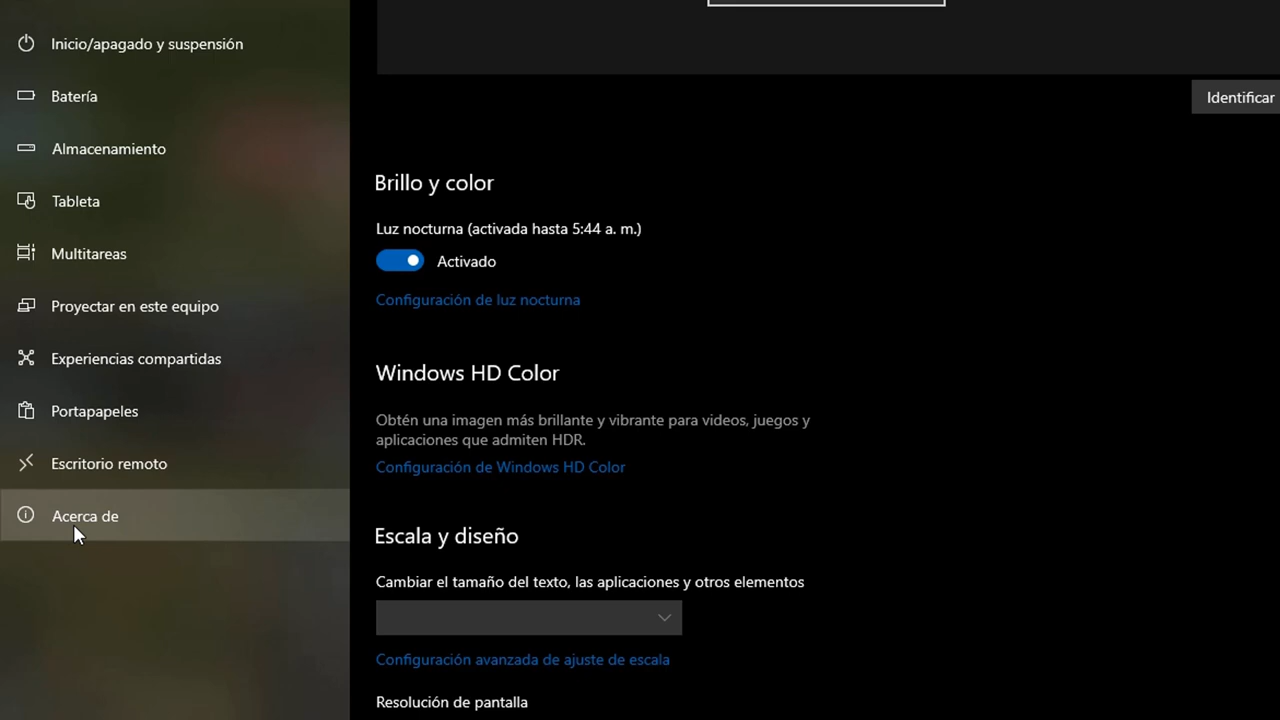 Inicio/apagado y suspensión
Batería
Almacenamiento
Tableta
Multitareas
Proyectar en este equipo
Experiencias compartidas
Portapapeles
Escritorio remoto
Acerca de
Identificar
Brillo y color
Luz nocturna (activada hasta 5:44 a. m.)
Activado
Configuración de luz nocturna
Windows HD Color
Obtén una imagen más brillante y vibrante para videos, juegos y
aplicaciones que admiten HDR.
Configuración de Windows HD Color
Escala y diseño
Cambiar el tamaño del texto, las aplicaciones y otros elementos
Configuración avanzada de ajuste de escala
Resolución de pantalla